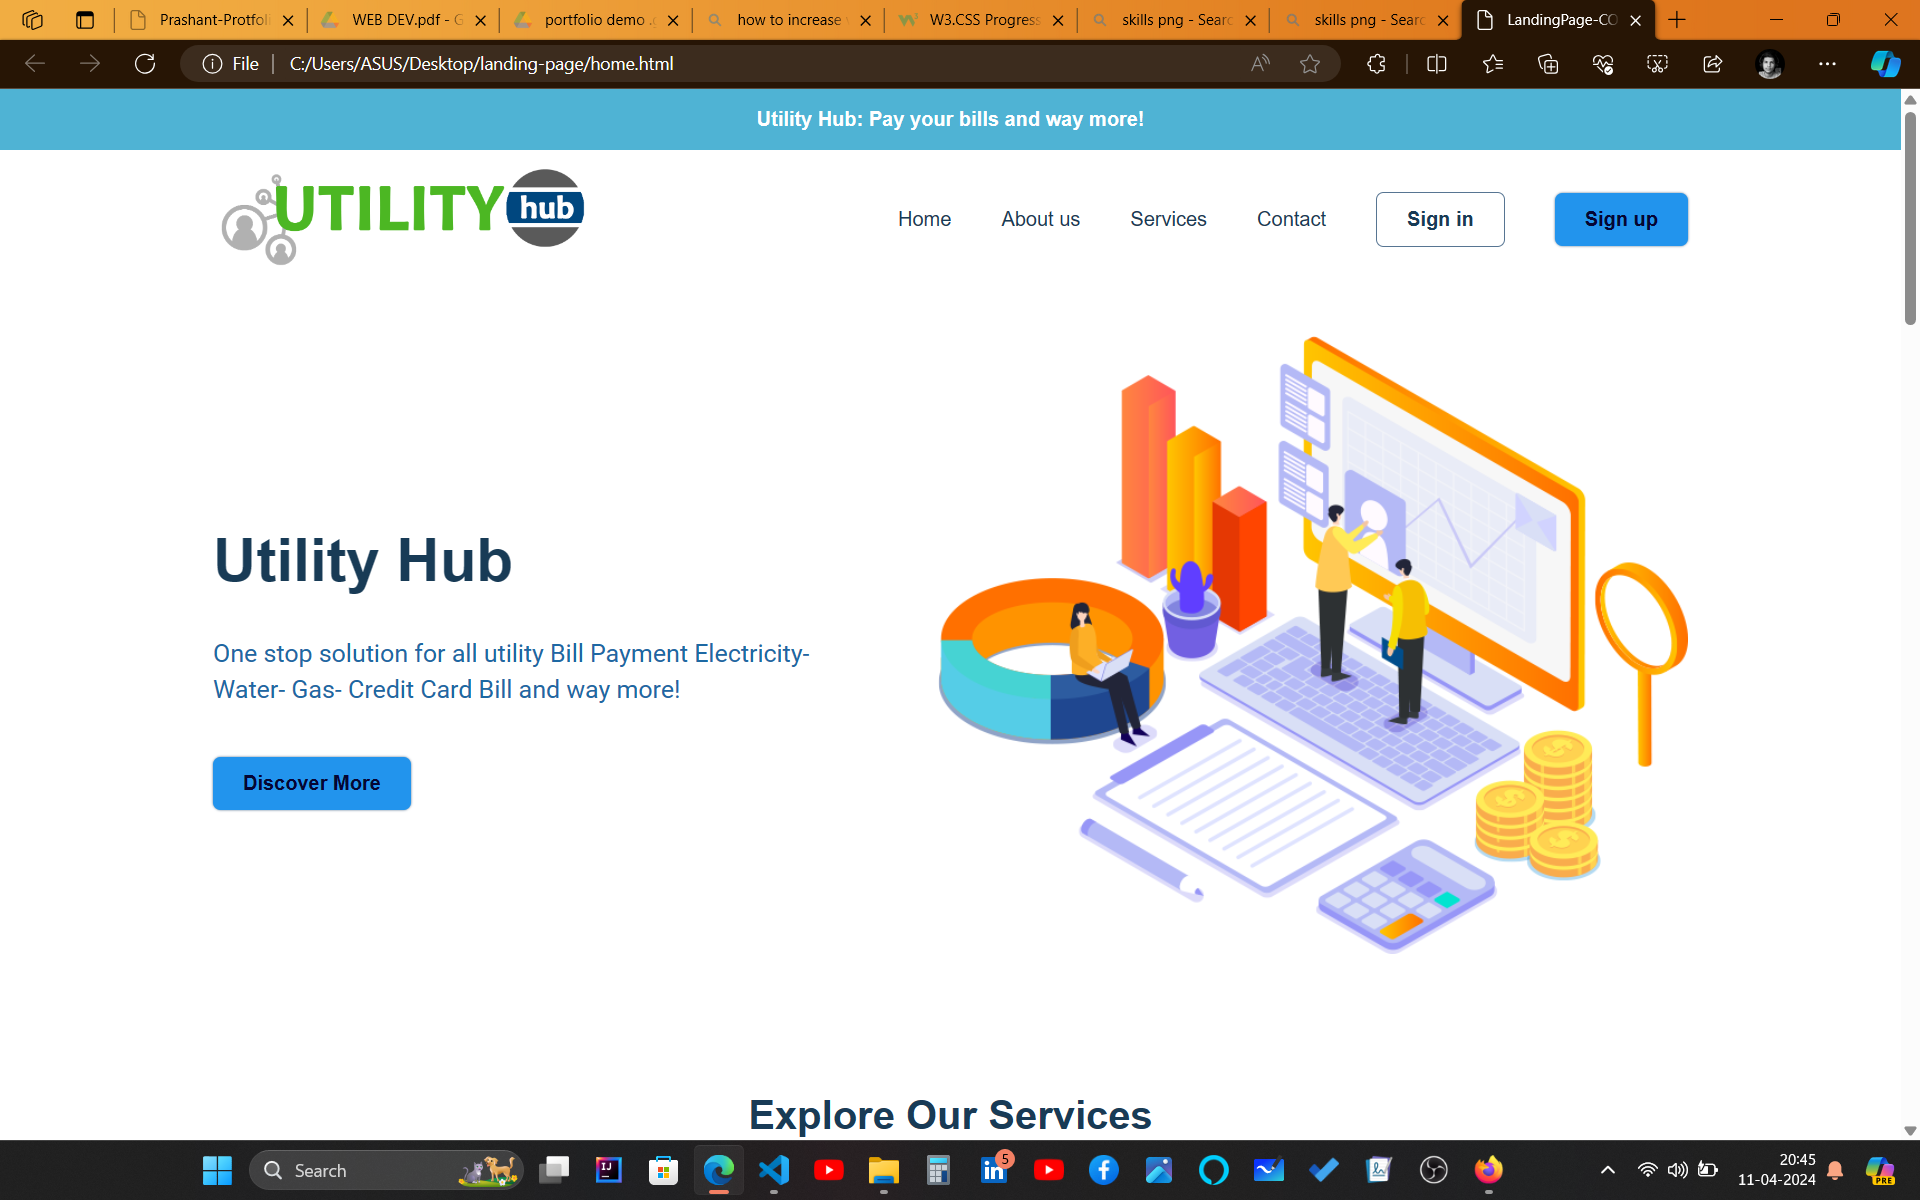 Prashant-Protfoli
WEB DEV.pdf - G
portfolio demo .
how to increase
W3.CSS Progress
skills png - Searc
skills png - Searc
LandingPage-CO
File
C:/Users/ASUS/Desktop/landing-page/home.html
Utility Hub: Pay your bills and way more!
UTILITY hub
Home
About us
Services
Contact
Sign in
Sign up
Utility Hub
One stop solution for all utility Bill Payment Electricity-
Water- Gas- Credit Card Bill and way more!
Discover More
Explore Our Services
Search
IJ
in
5
20:45
11-04-2024
PRE